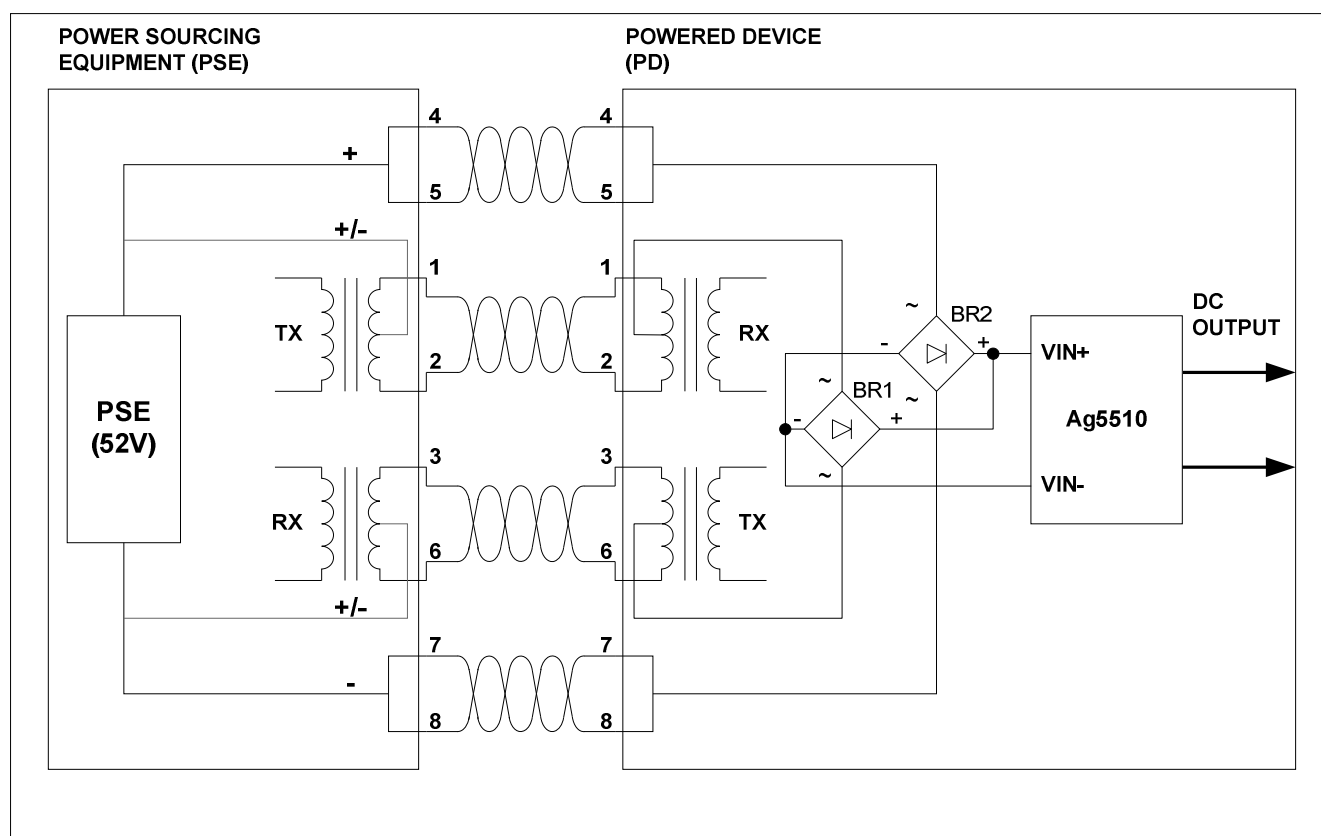 POWER SOURCING
EQUIPMENT (PSE)
POWERED DEVICE
(PD)
4
4
+
5
5
+/-
1
1
TX
RX
2
2
PSE
(52V)
~
BR2
-
+
~
~
BR1
-
+
~
VIN+
Ag5510
VIN-
DC
OUTPUT
3
3
RX
TX
6
6
+/-
7
7
-
8
8